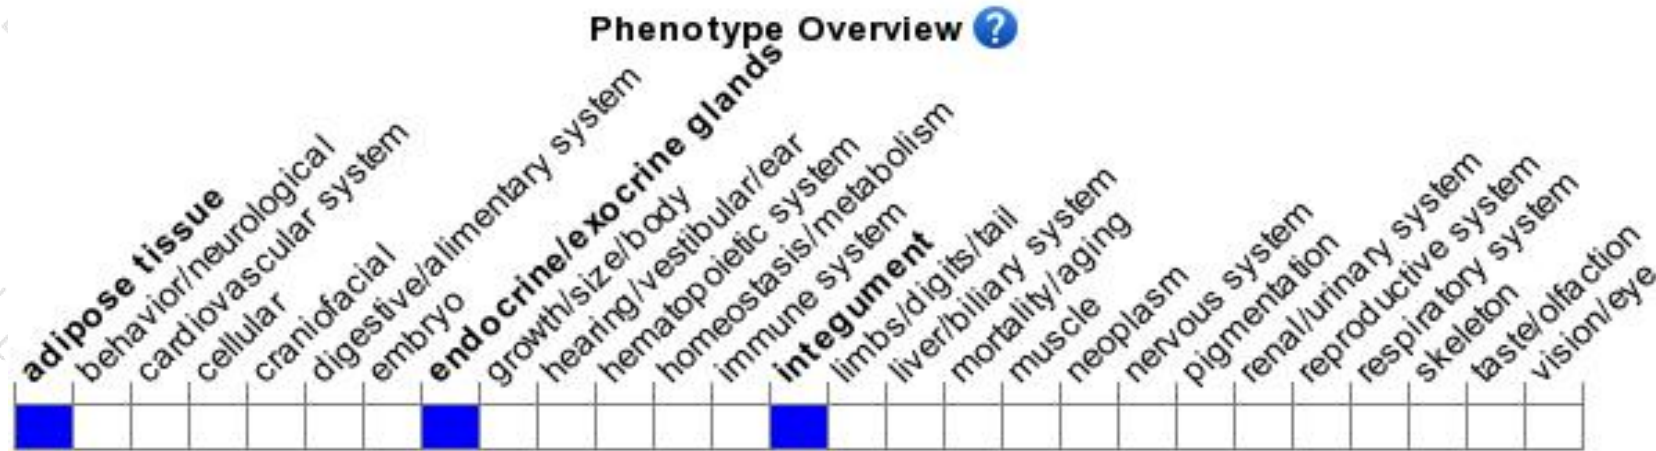 Phenotype Overview ?
adipose tissue
behavior/neurological
cardiovascular system
cellular
craniofacial
digestive/alimentary system
embryo
endocrine/exocrine glands
growth/size/body
hearing/vestibular/ear
hematopoietic system
homeostasis/metabolism
immune system
integument
limbs/digits/tail
liver/biliary system
mortality/aging
muscle
neoplasm
nervous system
pigmentation
renal/urinary system
reproductive system
respiratory system
skeleton
taste/olfaction
vision/eye